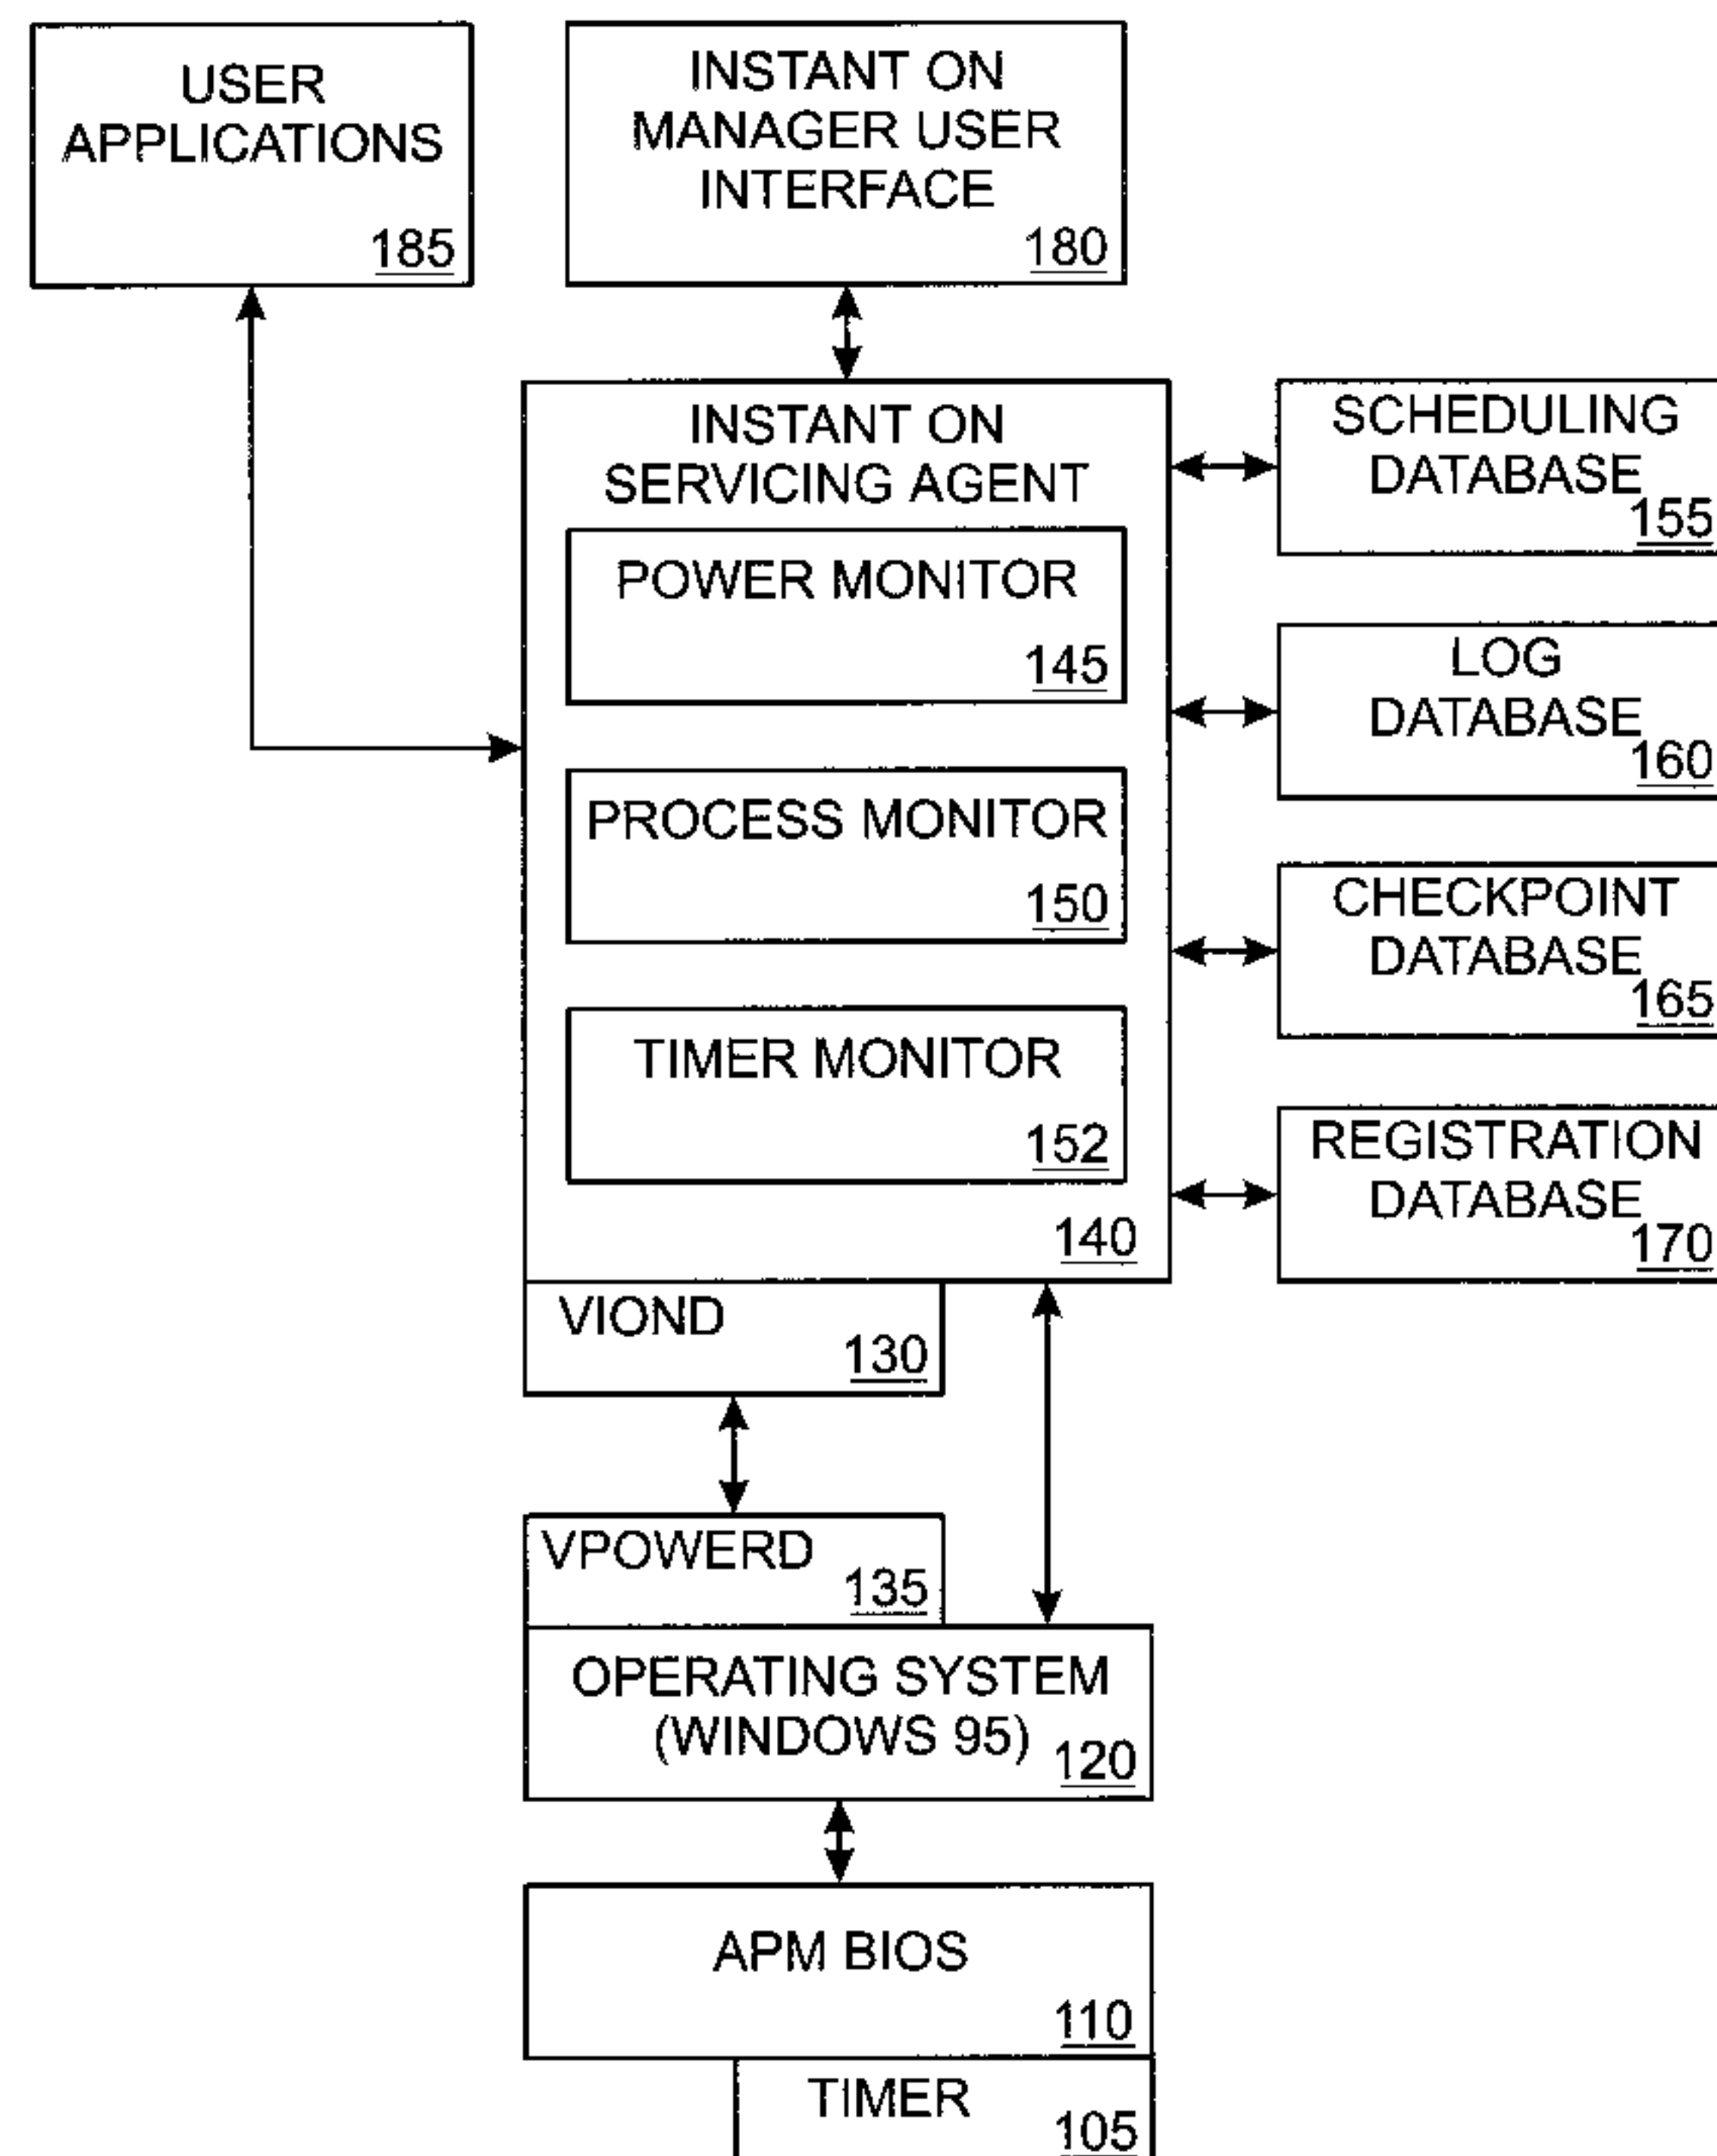 USER
APPLICATIONS
185
INSTANT ON
MANAGER USER
INTERFACE
180
INSTANT ON
SERVICING AGENT
POWER MONITOR
145
PROCESS MONITOR
150
TIMER MONITOR
152
140
SCHEDULING
DATABASE
155
LOG
DATABASE
160
CHECKPOINT
DATABASE
165
REGISTRATION
DATABASE
170
VIOND
130
VPOWERD
135
OPERATING SYSTEM
(WINDOWS 95)
120
APM BIOS
110
TIMER
105